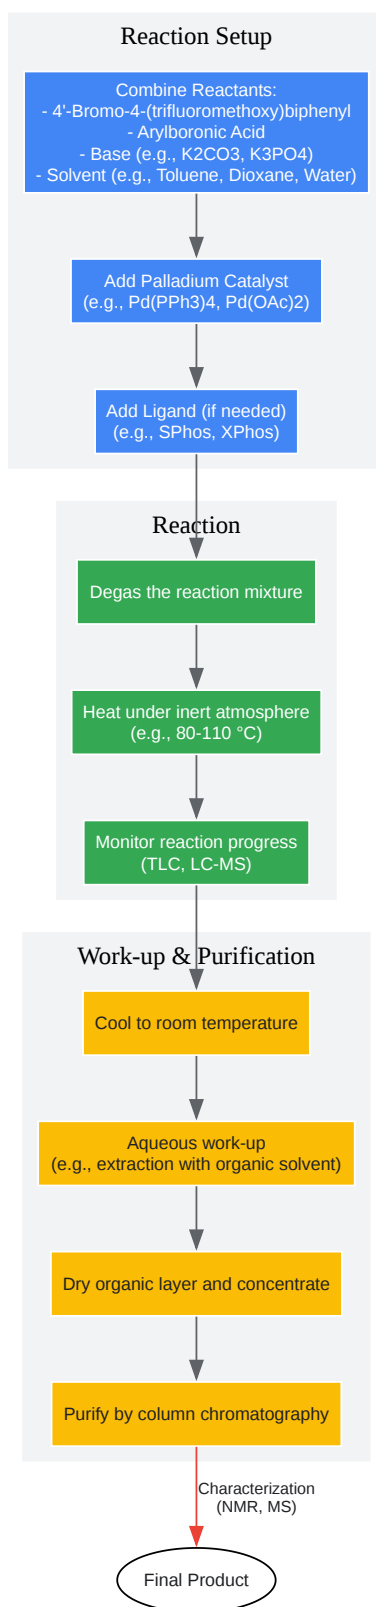 Reaction Setup
Combine Reactants:
- 4'-Bromo-4-(trifluoromethoxy)biphenyl
- Arylboronic Acid
- Base (e.g., K2CO3, K3PO4)
- Solvent (e.g., Toluene, Dioxane, Water)
Add Palladium Catalyst
(e.g., Pd(PPh3)4, Pd(OAc)2)
Add Ligand (if needed)
(e.g., SPhos, XPhos)
Reaction
Degas the reaction mixture
Heat under inert atmosphere
(e.g., 80-110 °C)
Monitor reaction progress
(TLC, LC-MS)
Work-up & Purification
Cool to room temperature
Aqueous work-up
(e.g., extraction with organic solvent)
Dry organic layer and concentrate
Purify by column chromatography
Characterization
(NMR, MS)
Final Product